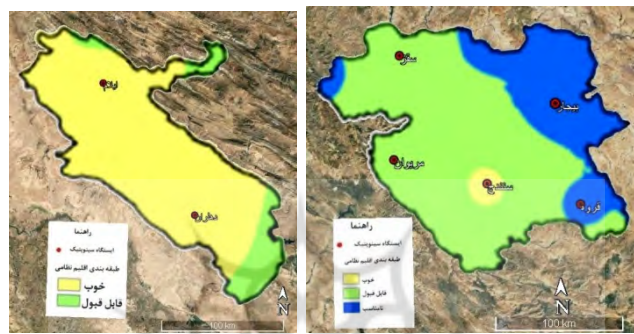 ایلام
دهلران
راهنما
ایستگاه سینوپتیک
طبقه بندی اقلیم نظامی
خوب
قابل قبول
N
100 km
سقز
بیجار
مریوان
سنندج
قروه
راهنما
ایستگاه سینوپتیک
طبقه بندی اقلیم نظامی
خوب
قابل قبول
نامناسب
N
100 km